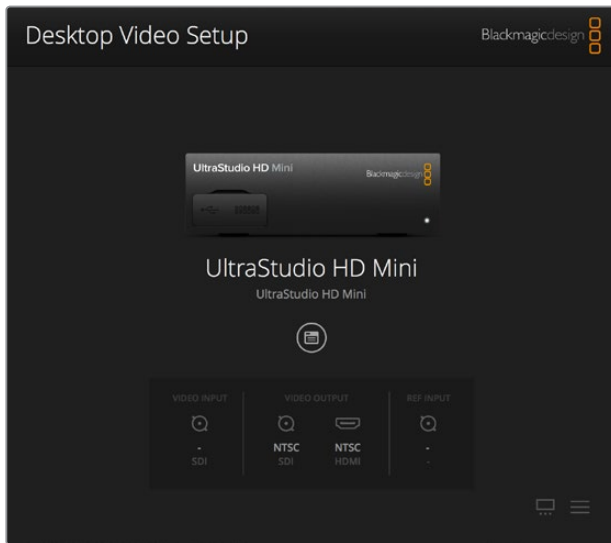 Desktop Video Setup
Blackmagicdesign
UltraStudio HD Mini
Blackmagicdesign
UltraStudio HD Mini
UltraStudio HD Mini
VIDEO INPUT VIDEO OUTPUT REF INPUT
- NTSC NTSC -
SDI SDI HDMI -